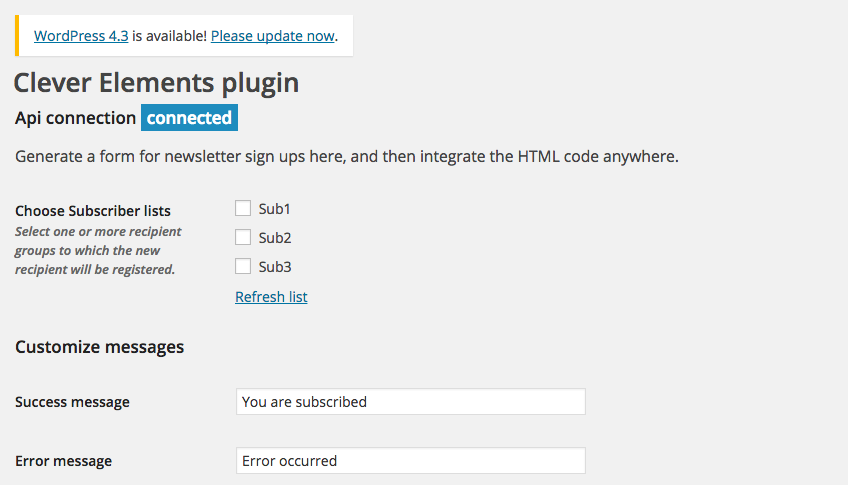 WordPress 4.3 is available! Please update now.
Clever Elements plugin
Api connection connected
Generate a form for newsletter sign ups here, and then integrate the HTML code anywhere.
Choose Subscriber lists
Select one or more recipient
groups to which the new
recipient will be registered.
Sub1
Sub2
Sub3
Refresh list
Customize messages
Success message
You are subscribed
Error message
Error occurred